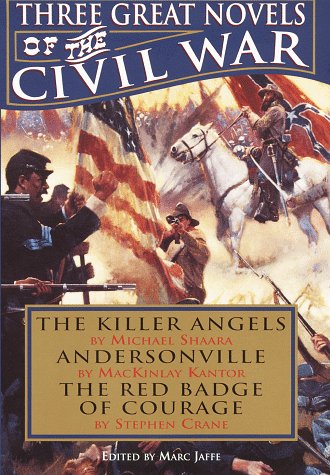 THREE GREAT NOVELS
OF THE
CIVIL WAR
THE KILLER ANGELS
BY MICHAEL SHAARA
ANDERSONVILLE
BY MACKINLAY KANTOR
THE RED BADGE
OF COURAGE
BY STEPHEN CRANE
EDITED BY MARC JAFFE